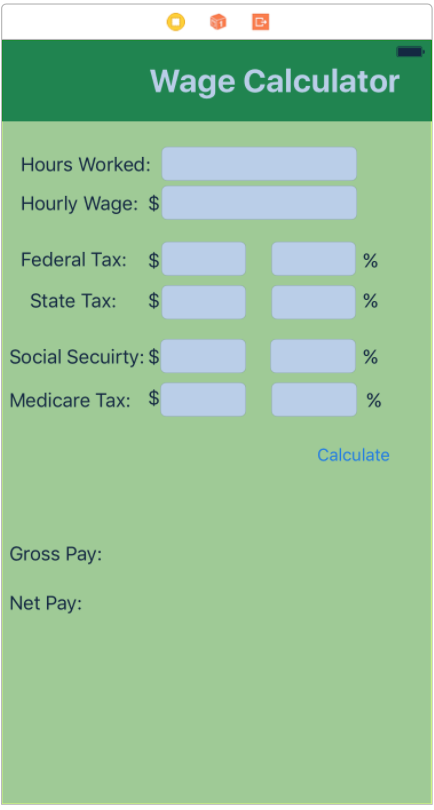 Wage Calculator
Hours Worked:
Hourly Wage: $
Federal Tax: $ %
State Tax: $ %
Social Secuirty: $ %
Medicare Tax: $ %
Calculate
Gross Pay:
Net Pay: